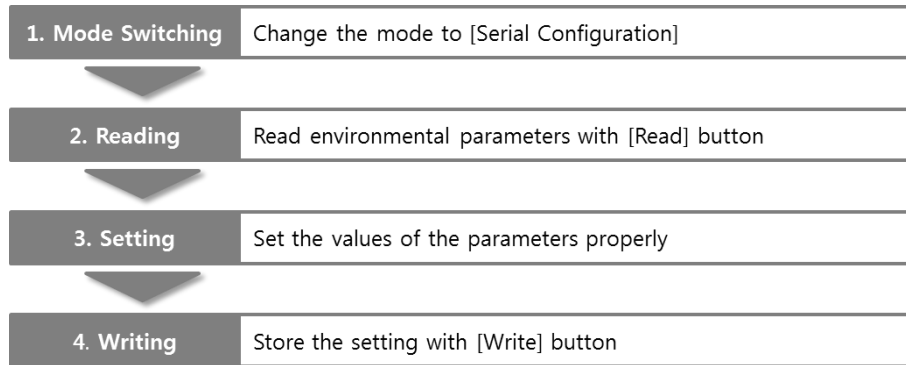 1. Mode Switching Change the mode to [Serial Configuration]
2. Reading Read environmental parameters with [Read] button
3. Setting Set the values of the parameters properly
4. Writing Store the setting with [Write] button